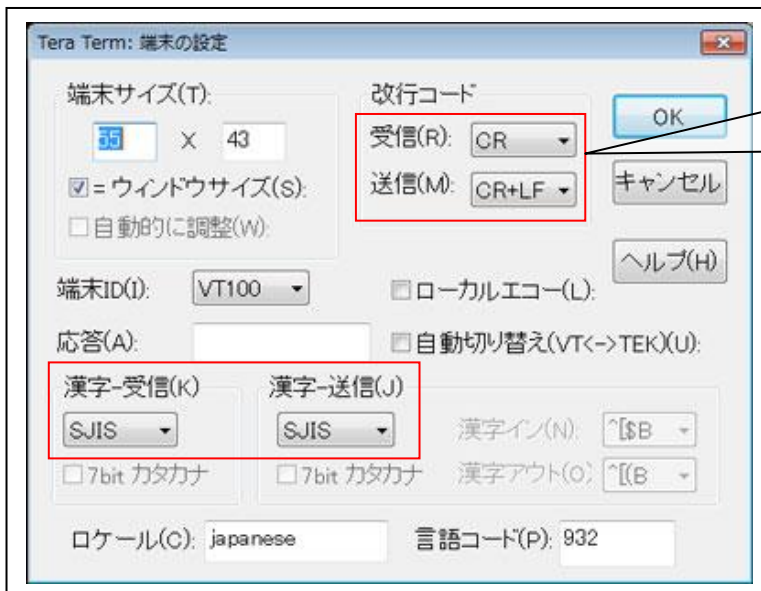 Tera Term: 端末の設定
端末サイズ(T):
55 X 43
= ウィンドウサイズ(S):
自動的に調整(W):
改行コード
受信(R): CR
送信(M): CR+LF
OK
キャンセル
ヘルプ(H)
端末ID(I): VT100
ローカルエコー(L):
応答(A):
自動切り替え(VT<->TEK)(U):
漢字-受信(K)
SJIS
7bit カタカナ
漢字-送信(J)
SJIS
7bit カタカナ
漢字イン(N): ^[$B
漢字アウト(O) ^[(B
ロケール(C): japanese
言語コード(P): 932